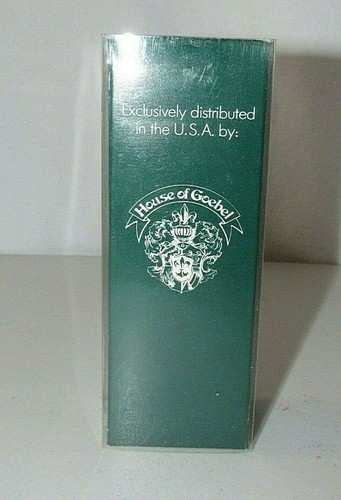 Exclusively distributed
in the U.S.A. by:
House of Goebel